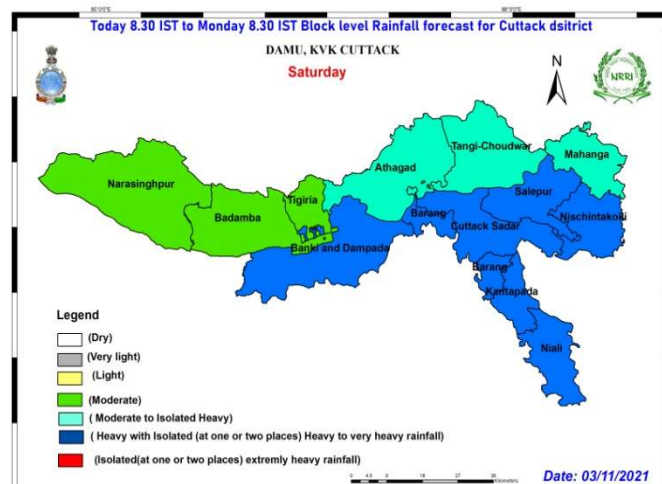 Today 8.30 IST to Monday 8.30 IST Block level Rainfall forecast for Cuttack dsitrict
DAMU, KVK CUTTACK
Saturday
N
NRRI
Tangi-Choudwar
Mahanga
Athagad
Narasinghpur
Salepur
Tigiria
Badamba
Barang
Nischintakoili
Cuttack Sadar
Banki and Dampada
Barang
Kantapada
Niali
Legend
(Dry)
(Very light)
(Light)
(Moderate)
( Moderate to Isolated Heavy)
( Heavy with Isolated (at one or two places) Heavy to very heavy rainfall)
(Isolated(at one or two places) extremly heavy rainfall)
Date: 03/11/2021